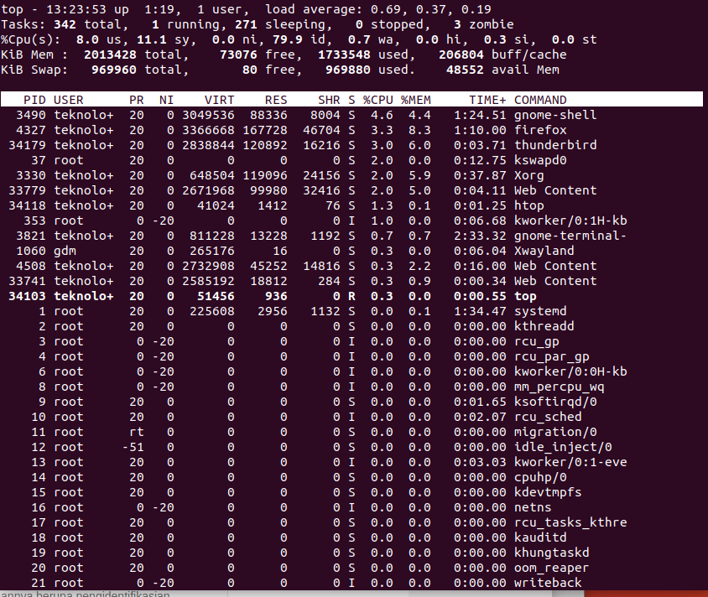 top - 13:23:53 up  1:19,  1 user,  load average: 0.69, 0.37, 0.19
Tasks: 342 total,   1 running, 271 sleeping,   0 stopped,   3 zombie
%Cpu(s):  8.0 us, 11.1 sy,  0.0 ni, 79.9 id,  0.7 wa,  0.0 hi,  0.3 si,  0.0 st
KiB Mem :  2013428 total,    73076 free,  1733548 used,   206804 buff/cache
KiB Swap:   969960 total,       80 free,   969880 used.    48552 avail Mem
PID USER      PR  NI    VIRT    RES    SHR S %CPU %MEM     TIME+ COMMAND
3490 teknolo+  20   0 3049536  88336   8004 S  4.6  4.4   1:24.51 gnome-shell
4327 teknolo+  20   0 3366668 167728  46704 S  3.3  8.3   1:10.00 firefox
34179 teknolo+  20   0 2838844 120892  16216 S  3.0  6.0   0:03.71 thunderbird
37 root      20   0       0      0      0 S  2.0  0.0   0:12.75 kswapd0
3330 teknolo+  20   0  648504 119096  24156 S  2.0  5.9   0:37.87 Xorg
33779 teknolo+  20   0 2671968  99980  32416 S  2.0  5.0   0:04.11 Web Content
34118 teknolo+  20   0   41024   1412     76 S  1.3  0.1   0:01.25 htop
353 root       0 -20       0      0      0 I  1.0  0.0   0:06.68 kworker/0:1H-kb
3821 teknolo+  20   0  811228  13228   1192 S  0.7  0.7   2:33.32 gnome-terminal-
1060 gdm       20   0  265176     16      0 S  0.3  0.0   0:06.04 Xwayland
4508 teknolo+  20   0 2732908  45252  14816 S  0.3  2.2   0:16.00 Web Content
33741 teknolo+  20   0 2585192  18812    284 S  0.3  0.9   0:00.34 Web Content
34103 teknolo+  20   0   51456    936      0 R  0.3  0.0   0:00.55 top
1 root      20   0  225608   2956   1132 S  0.0  0.1   1:34.47 systemd
2 root      20   0       0      0      0 S  0.0  0.0   0:00.00 kthreadd
3 root       0 -20       0      0      0 I  0.0  0.0   0:00.00 rcu_gp
4 root       0 -20       0      0      0 I  0.0  0.0   0:00.00 rcu_par_gp
6 root       0 -20       0      0      0 I  0.0  0.0   0:00.00 kworker/0:0H-kb
8 root       0 -20       0      0      0 I  0.0  0.0   0:00.00 mm_percpu_wq
9 root      20   0       0      0      0 S  0.0  0.0   0:01.65 ksoftirqd/0
10 root      20   0       0      0      0 I  0.0  0.0   0:02.07 rcu_sched
11 root      rt   0       0      0      0 S  0.0  0.0   0:00.00 migration/0
12 root     -51   0       0      0      0 S  0.0  0.0   0:00.00 idle_inject/0
13 root      20   0       0      0      0 I  0.0  0.0   0:03.03 kworker/0:1-eve
14 root      20   0       0      0      0 S  0.0  0.0   0:00.00 cpuhp/0
15 root      20   0       0      0      0 S  0.0  0.0   0:00.00 kdevtmpfs
16 root       0 -20       0      0      0 I  0.0  0.0   0:00.00 netns
17 root      20   0       0      0      0 S  0.0  0.0   0:00.00 rcu_tasks_kthre
18 root      20   0       0      0      0 S  0.0  0.0   0:00.00 kauditd
19 root      20   0       0      0      0 S  0.0  0.0   0:00.00 khungtaskd
20 root      20   0       0      0      0 S  0.0  0.0   0:00.00 oom_reaper
21 root       0 -20       0      0      0 I  0.0  0.0   0:00.00 writeback
annya berupa pengidentifikasian